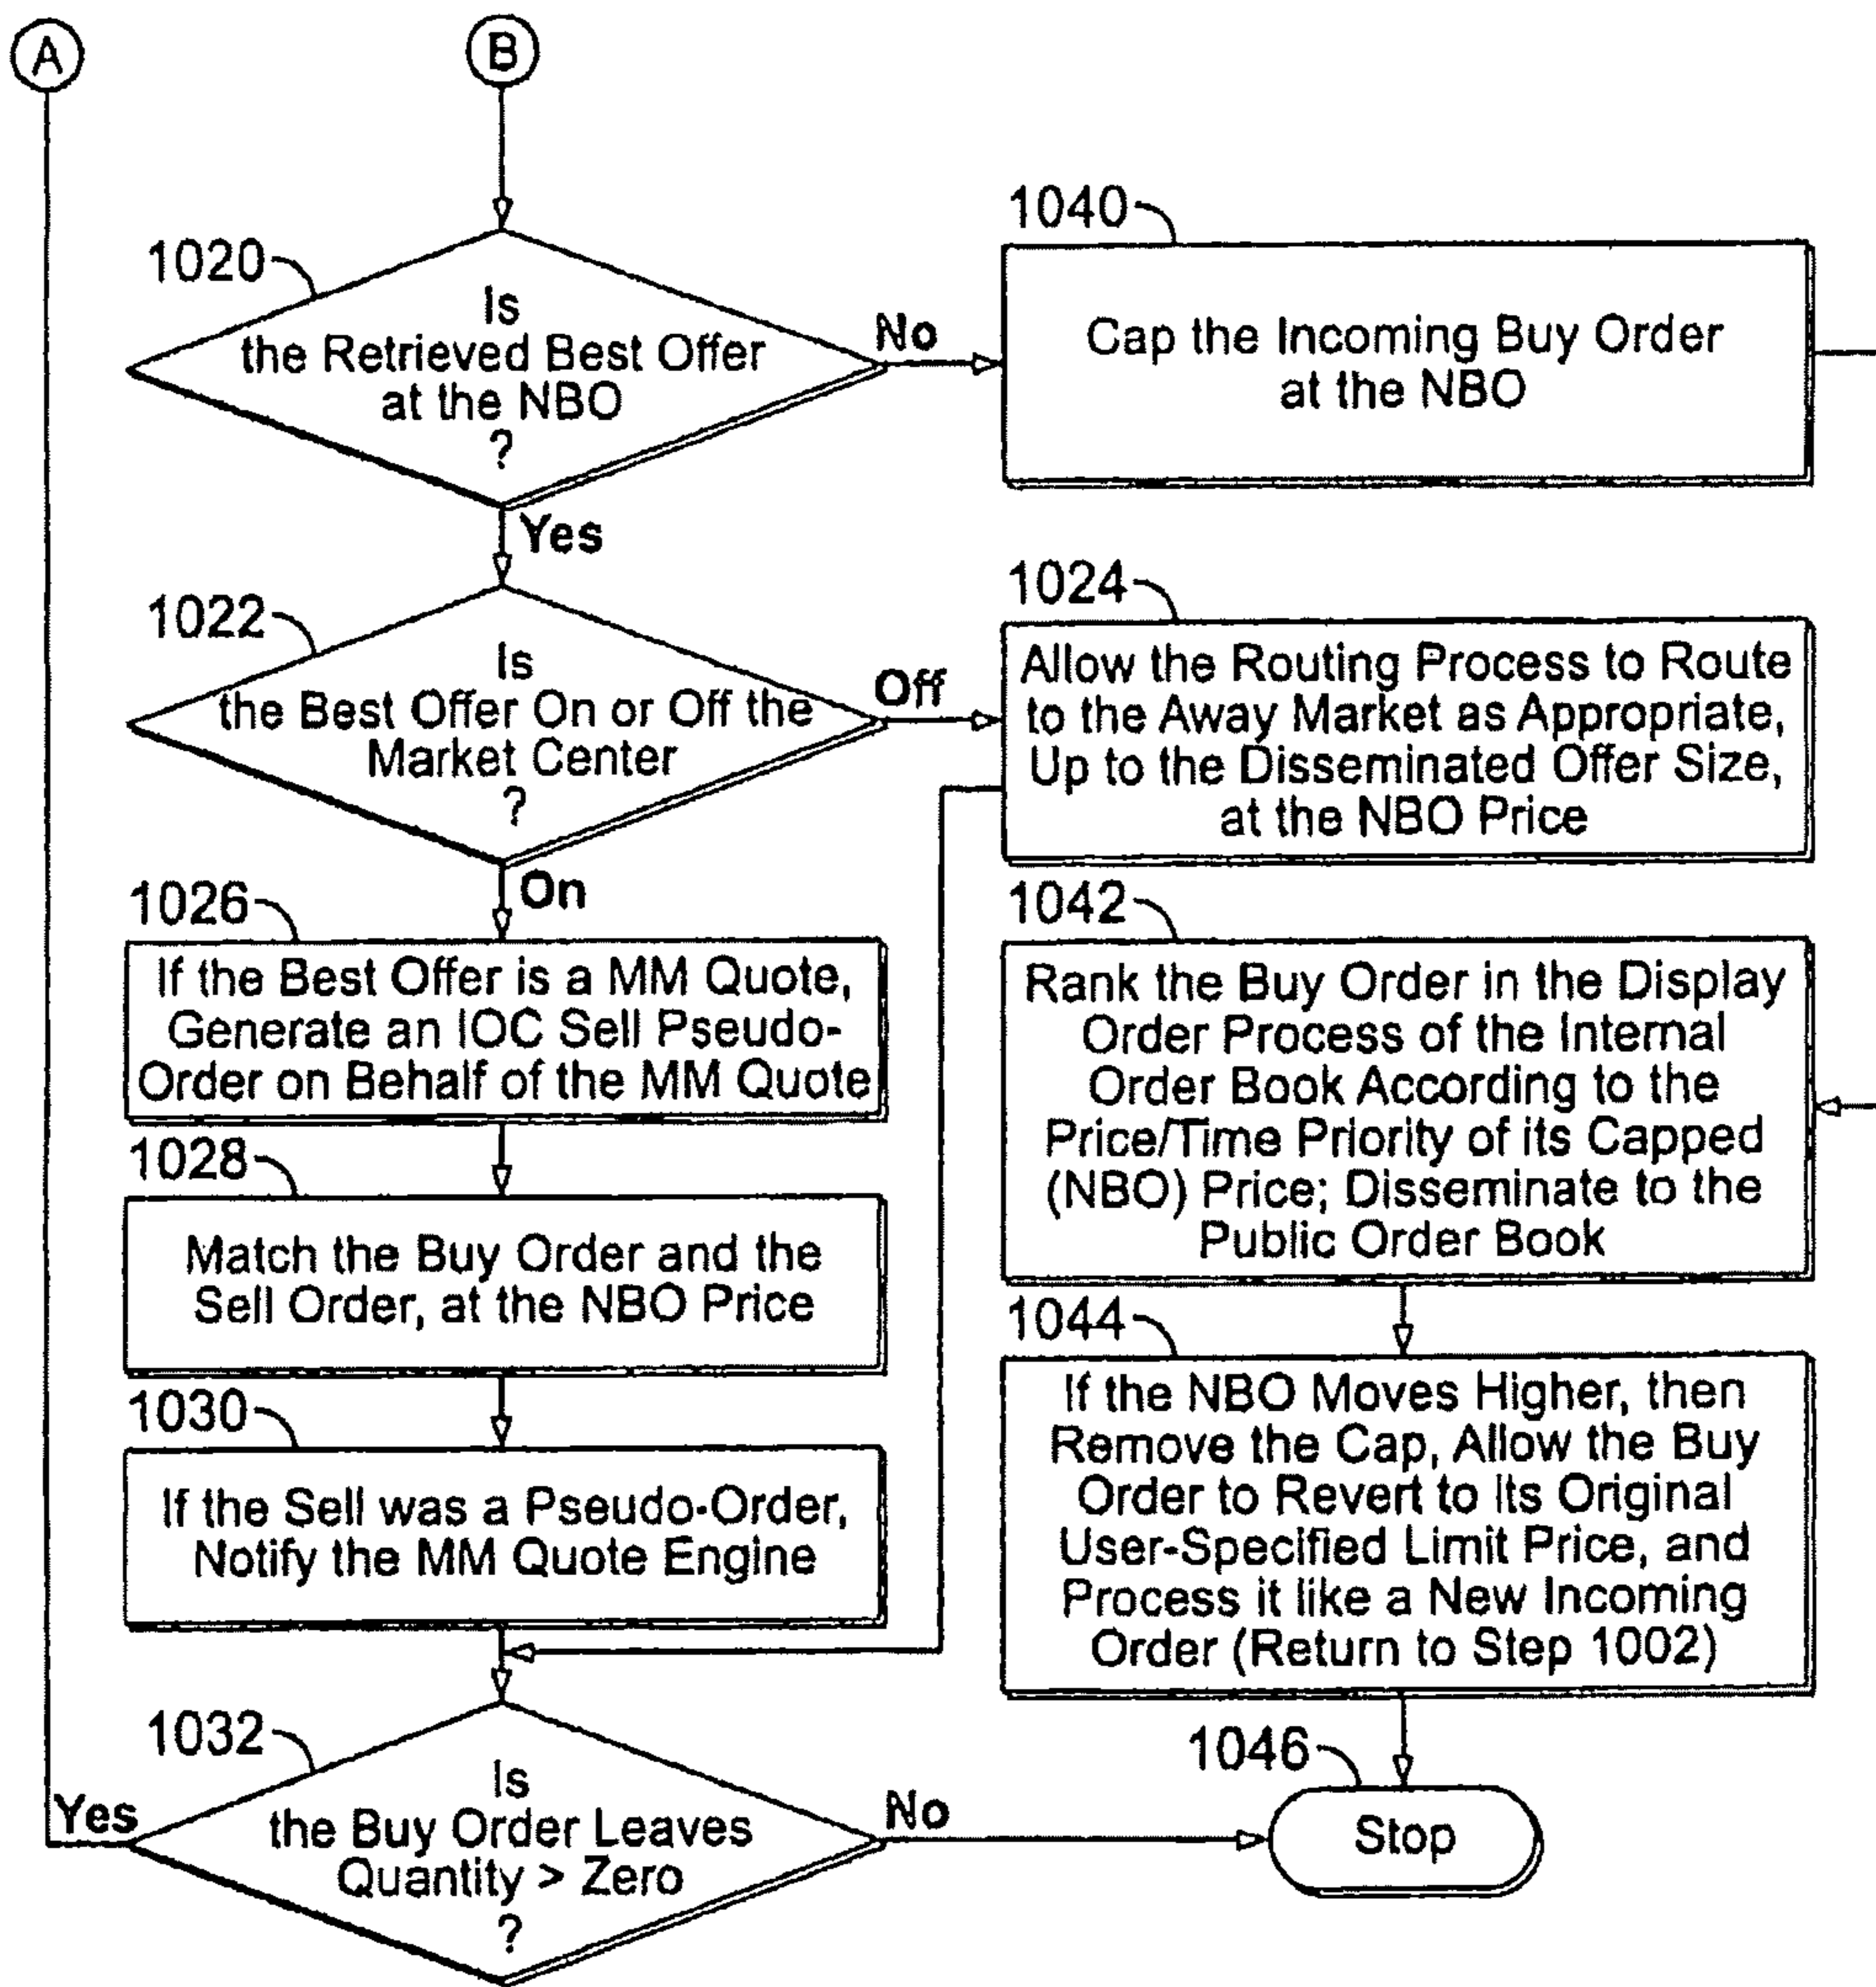 A
B
1020
Is
the Retrieved Best Offer
at the NBO
?
No
Yes
1040
Cap the Incoming Buy Order
at the NBO
1022
Is
the Best Offer On or Off the
Market Center
?
Off
On
1024
Allow the Routing Process to Route
to the Away Market as Appropriate,
Up to the Disseminated Offer Size,
at the NBO Price
1026
If the Best Offer is a MM Quote,
Generate an IOC Sell Pseudo-
Order on Behalf of the MM Quote
1028
Match the Buy Order and the
Sell Order, at the NBO Price
1030
If the Sell was a Pseudo-Order,
Notify the MM Quote Engine
1032
Is
the Buy Order Leaves
Quantity > Zero
?
Yes
No
1042
Rank the Buy Order in the Display
Order Process of the Internal
Order Book According to the
Price/Time Priority of its Capped
(NBO) Price; Disseminate to the
Public Order Book
1044
If the NBO Moves Higher, then
Remove the Cap, Allow the Buy
Order to Revert to Its Original
User-Specified Limit Price, and
Process it like a New Incoming
Order (Return to Step 1002)
1046
Stop